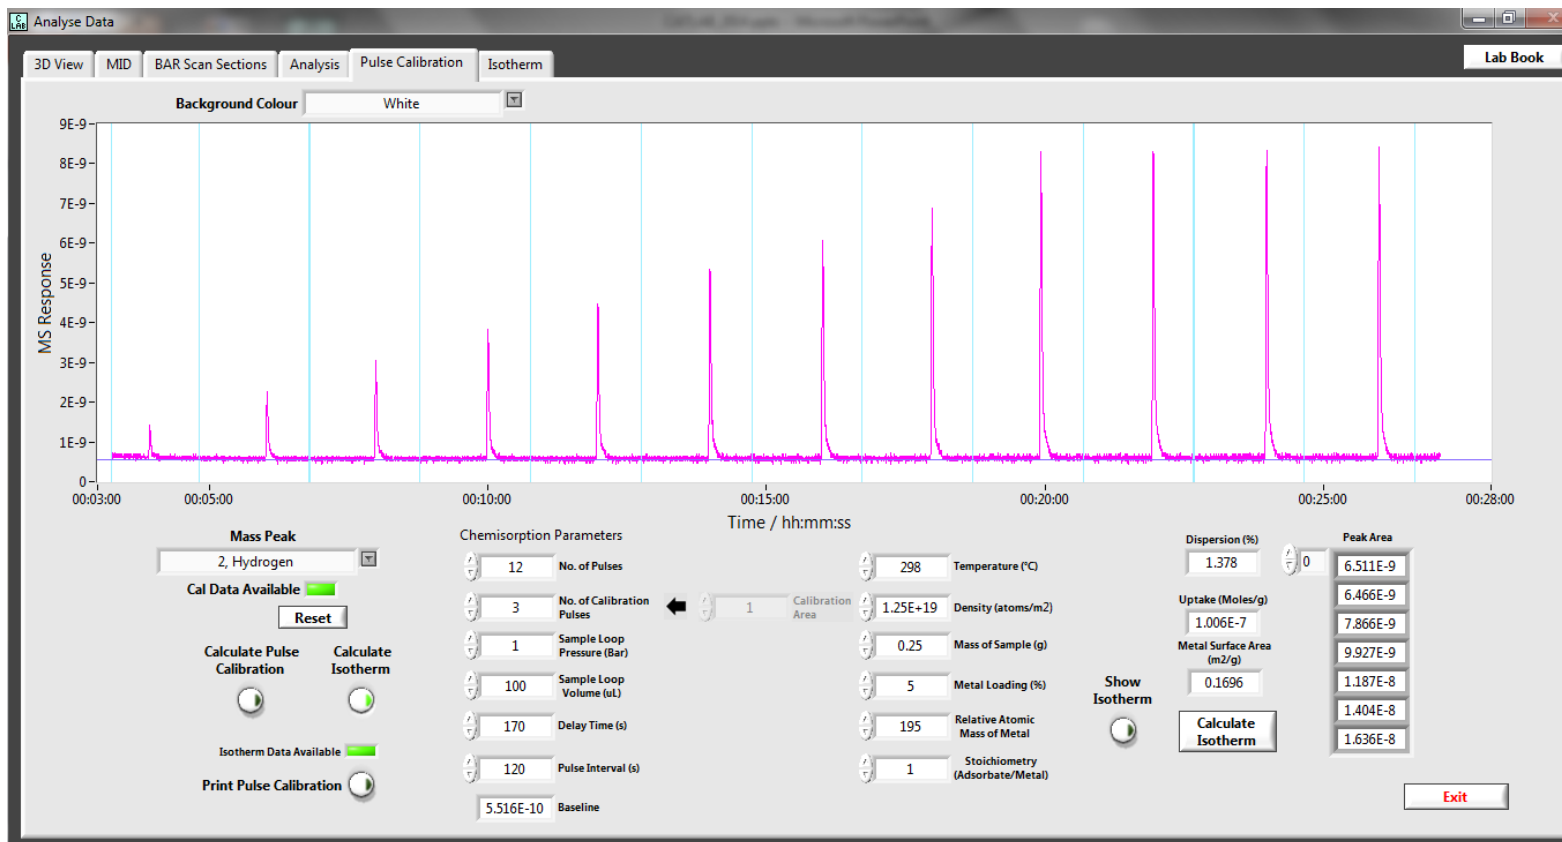 C LAB Analyse Data
3D View MID BAR Scan Sections Analysis Pulse Calibration Isotherm
Lab Book
Background Colour White
9E-9
8E-9
7E-9
6E-9
5E-9
4E-9
3E-9
2E-9
1E-9
0
MS Response
00:03:00 00:05:00 00:10:00 00:15:00 00:20:00 00:25:00 00:28:00
Time / hh:mm:ss
Mass Peak
2, Hydrogen
Cal Data Available
Reset
Calculate Pulse Calibration
Calculate Isotherm
Isotherm Data Available
Print Pulse Calibration
Chemisorption Parameters
12 No. of Pulses
3 No. of Calibration Pulses
1 Calibration Area
1 Sample Loop Pressure (Bar)
100 Sample Loop Volume (uL)
170 Delay Time (s)
120 Pulse Interval (s)
5.516E-10 Baseline
298 Temperature (°C)
1.25E+19 Density (atoms/m2)
0.25 Mass of Sample (g)
5 Metal Loading (%)
195 Relative Atomic Mass of Metal
1 Stoichiometry (Adsorbate/Metal)
Show Isotherm
Dispersion (%)
1.378
Uptake (Moles/g)
1.006E-7
Metal Surface Area (m2/g)
0.1696
Calculate Isotherm
Peak Area
0
6.511E-9
6.466E-9
7.866E-9
9.927E-9
1.187E-8
1.404E-8
1.636E-8
Exit